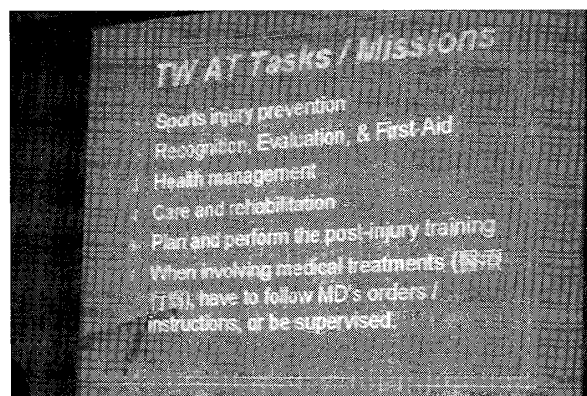 TW AT Tasks / Missions
Sports injury prevention
Recognition, Evaluation, & First-Aid
Health management
Care and rehabilitation
Plan and perform the post-injury training
When involving medical treatments (
), have to follow MD's orders /
instructions, or be supervised.